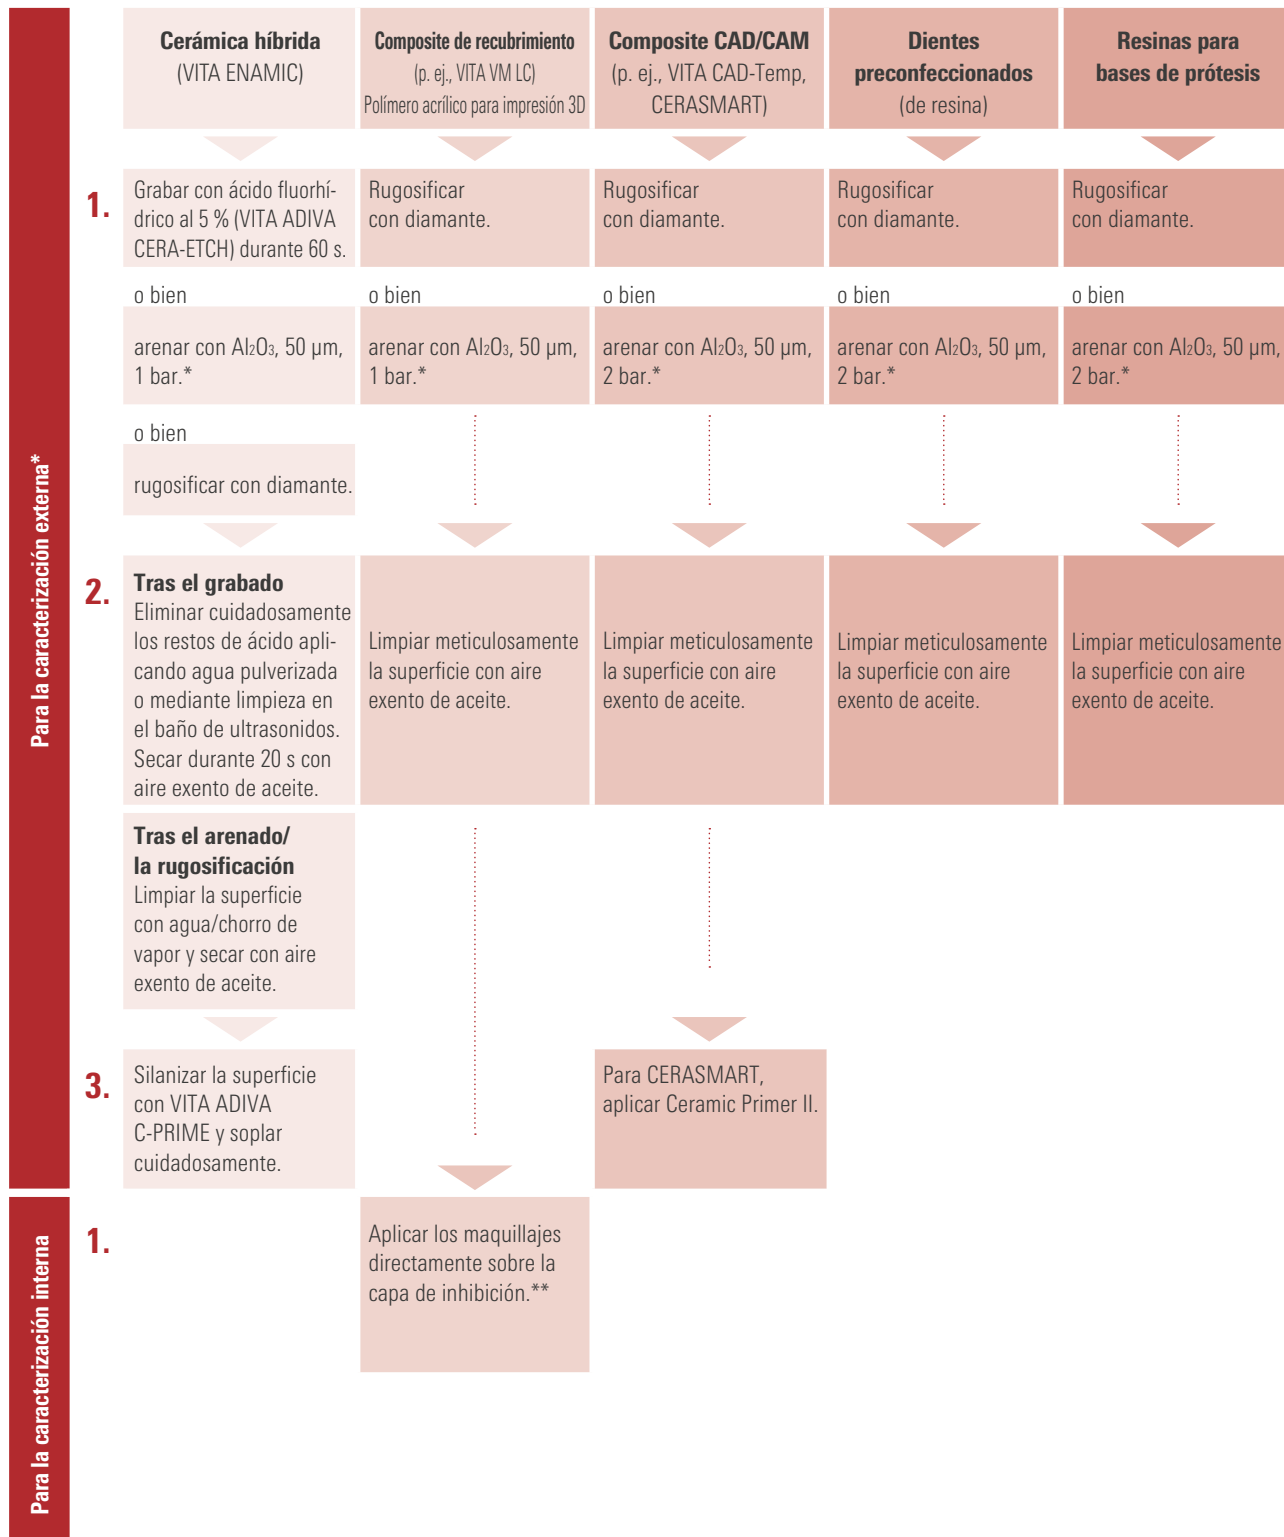 Cerámica híbrida
(VITA ENAMIC)
Composite de recubrimiento
(p. ej., VITA VM LC)
Polímero acrílico para impresión 3D
Composite CAD/CAM
(p. ej., VITA CAD-Temp,
CERASMART)
Dientes
preconfeccionados
(de resina)
Resinas para
bases de prótesis
Para la caracterización externa*
1.
Grabar con ácido fluorhí-
drico al 5 % (VITA ADIVA
CERA-ETCH) durante 60 s.
Rugosificar
con diamante.
Rugosificar
con diamante.
Rugosificar
con diamante.
Rugosificar
con diamante.
o bien
o bien
o bien
o bien
o bien
arenar con Al₂O₃, 50 µm,
1 bar.*
arenar con Al₂O₃, 50 µm,
1 bar.*
arenar con Al₂O₃, 50 µm,
2 bar.*
arenar con Al₂O₃, 50 µm,
2 bar.*
arenar con Al₂O₃, 50 µm,
2 bar.*
o bien
rugosificar con diamante.
2.
Tras el grabado
Eliminar cuidadosamente
los restos de ácido apli-
cando agua pulverizada
o mediante limpieza en
el baño de ultrasonidos.
Secar durante 20 s con
aire exento de aceite.
Limpiar meticulosamente
la superficie con aire
exento de aceite.
Limpiar meticulosamente
la superficie con aire
exento de aceite.
Limpiar meticulosamente
la superficie con aire
exento de aceite.
Limpiar meticulosamente
la superficie con aire
exento de aceite.
Tras el arenado/
la rugosificación
Limpiar la superficie
con agua/chorro de
vapor y secar con aire
exento de aceite.
3.
Silanizar la superficie
con VITA ADIVA
C-PRIME y soplar
cuidadosamente.
Para CERASMART,
aplicar Ceramic Primer II.
Para la caracterización interna
1.
Aplicar los maquillajes
directamente sobre la
capa de inhibición.**